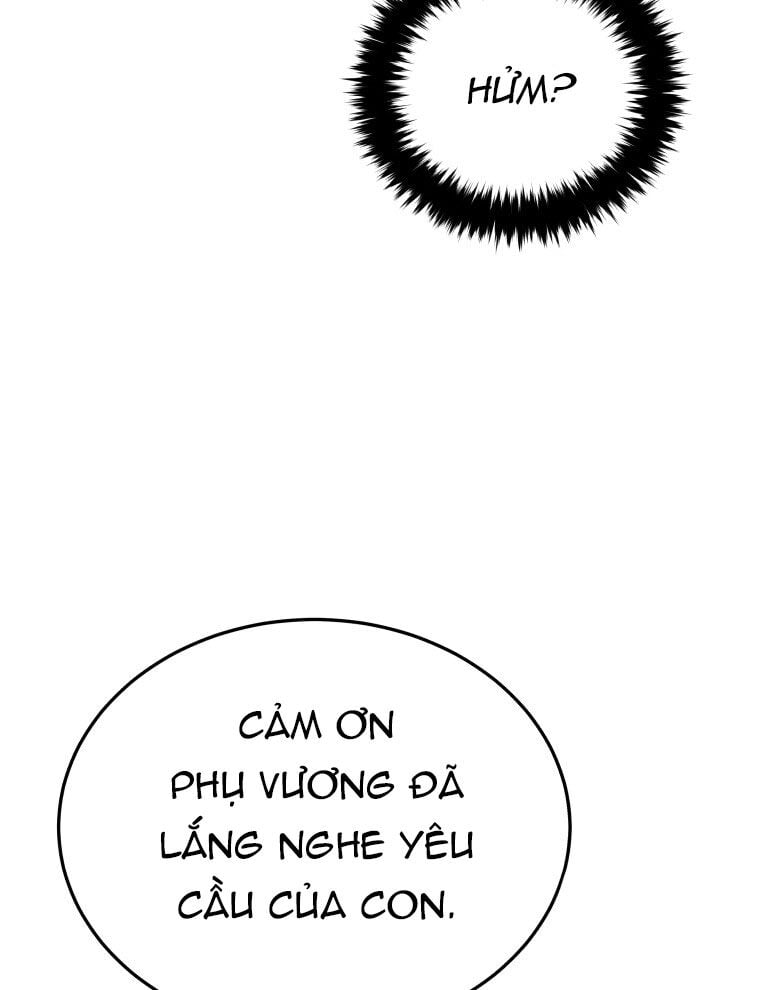 HỬM?
CẢM ƠN
PHỤ VƯƠNG ĐÃ
LẮNG NGHE YÊU
CẦU CỦA CON.